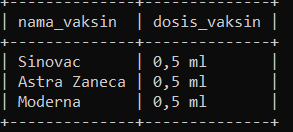 | nama_vaksin | dosis_vaksin |
+--------------+--------------+
| Sinovac | 0,5 ml |
| Astra Zaneca | 0,5 ml |
| Moderna | 0,5 ml |
+--------------+--------------+